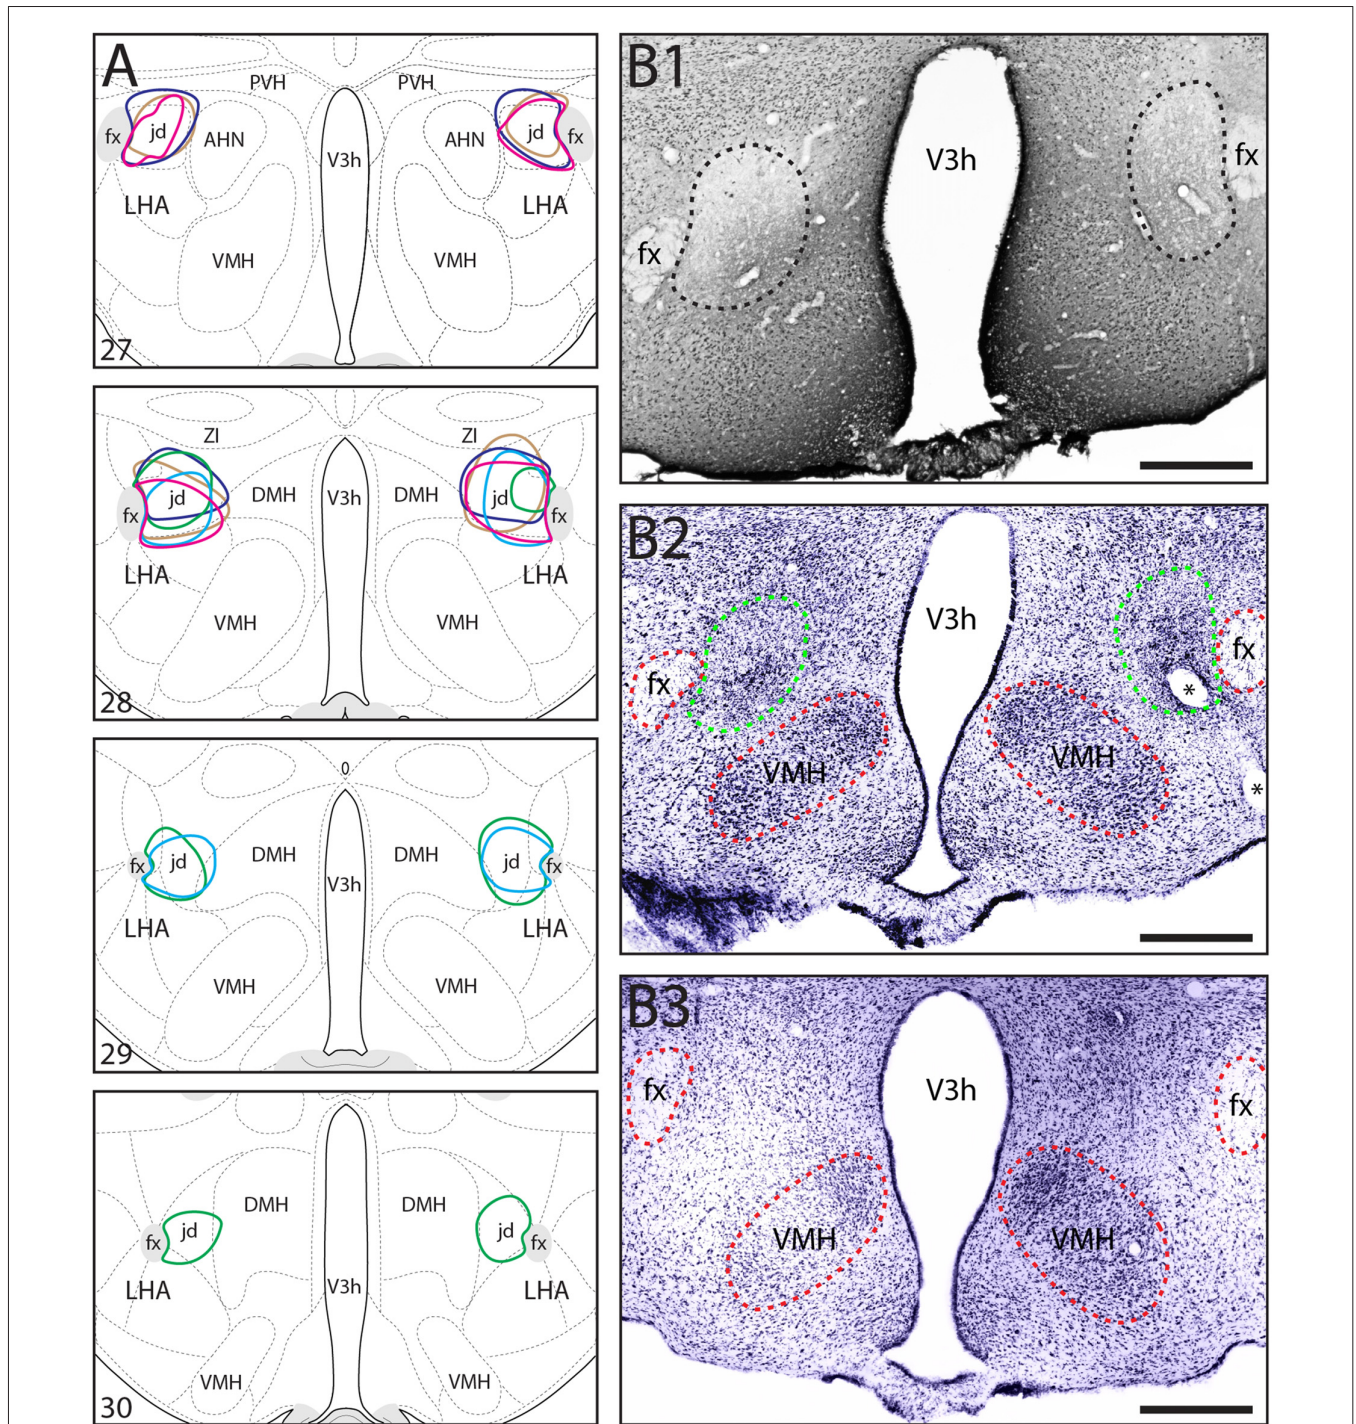 A
PVH PVH
fx jd AHN V3h AHN jd fx
LHA LHA
VMH VMH
27
ZI ZI
fx jd DMH V3h DMH jd fx
LHA LHA
VMH VMH
28
fx jd DMH V3h DMH jd fx
LHA LHA
VMH VMH
29
DMH DMH
fx jd jd fx
LHA V3h LHA
VMH VMH
30
B1
V3h
fx
fx
B2
V3h
fx
fx
*
VMH VMH
*
B3
V3h
fx
fx
VMH VMH